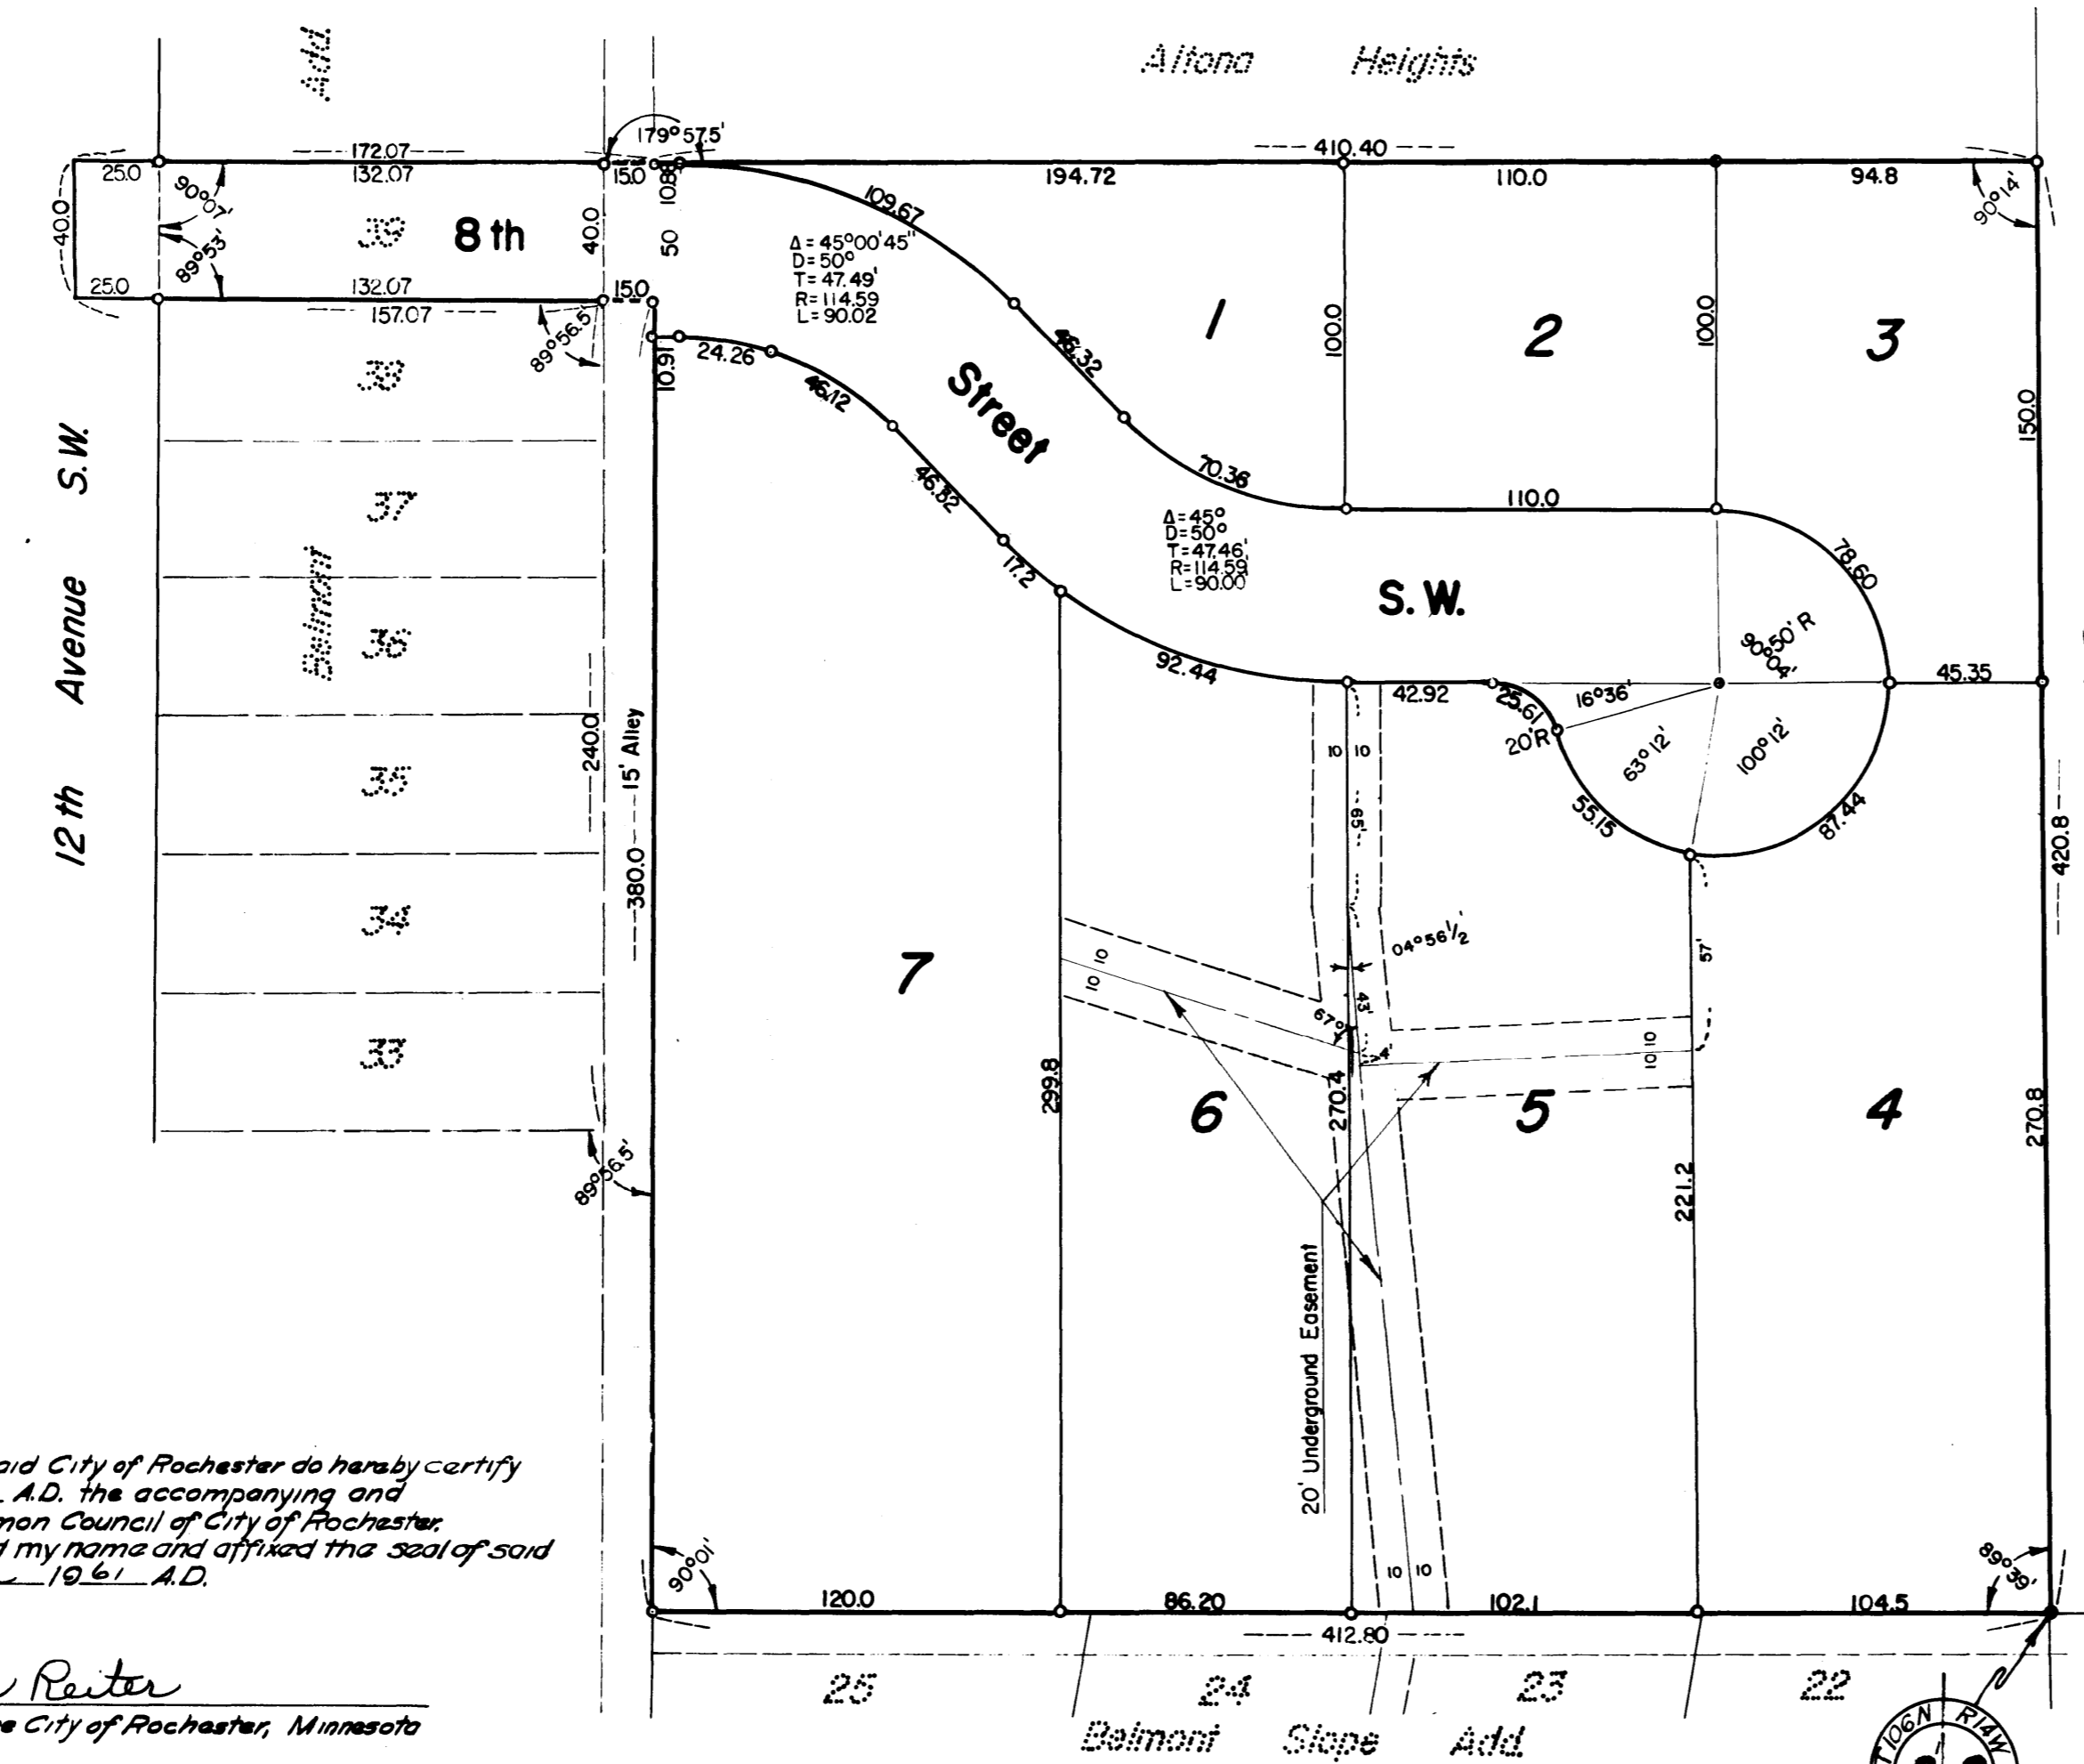 Add.
Altona Heights
179°57.5'
172.07
410.40
25.0
132.07
15.0
10.8
194.72
110.0
94.8
90°07'
90°14'
109.67
40.0
39
8th
40.0
50
89°53'
Δ = 45°00'45"
D = 50°
T = 47.49'
R = 114.59
L = 90.02
25.0
132.07
15.0
157.07
1
100.0
2
100.0
3
89°56.5'
10.91
24.26
46.32
38
46.12
Street
150.0
12th Avenue S.W.
46.82
70.36
37
110.0
Δ = 45°
D = 50°
T = 47.46'
R = 114.59
L = 90.00'
17.2
78.60
Belmont
36
S.W.
50' R
90°04'
92.44
42.92
25.61
16°36'
45.35
240.0
15' Alley
35
10 10
20'R
63°12'
100°12'
65'
55.15
87.44
380.0
420.8
34
7
04°56 1/2'
57'
10 10
43'
67°
33
4'
10 10
299.8
270.4
6
5
4
270.8
89°56.5'
221.2
20' Underground Easement
aid City of Rochester do hereby certify
A.D. the accompanying and
mon Council of City of Rochester.
d my name and affixed the seal of said
1961 A.D.
90°01'
10 10
89°39'
120.0
86.20
102.1
104.5
412.80
Reiter
e City of Rochester, Minnesota
25
24
23
22
Belmont Slope Add.
T106N R14W